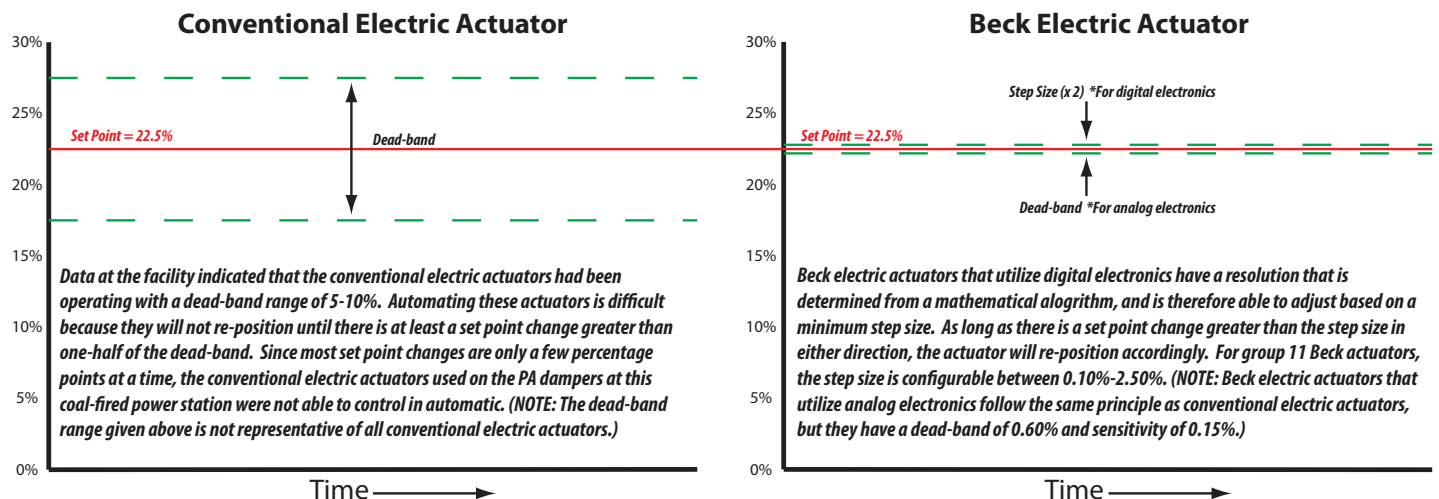 Conventional Electric Actuator
30%
25%
20%
15%
10%
5%
0%
Set Point = 22.5%
Dead-band
Data at the facility indicated that the conventional electric actuators had been
operating with a dead-band range of 5-10%.  Automating these actuators is difficult
because they will not re-position until there is at least a set point change greater than
one-half of the dead-band.  Since most set point changes are only a few percentage
points at a time, the conventional electric actuators used on the PA dampers at this
coal-fired power station were not able to control in automatic. (NOTE: The dead-band
range given above is not representative of all conventional electric actuators.)
Time
Beck Electric Actuator
30%
25%
20%
15%
10%
5%
0%
Step Size (x 2) *For digital electronics
Set Point = 22.5%
Dead-band *For analog electronics
Beck electric actuators that utilize digital electronics have a resolution that is
determined from a mathematical alogrithm, and is therefore able to adjust based on a
minimum step size.  As long as there is a set point change greater than the step size in
either direction, the actuator will re-position accordingly.  For group 11 Beck actuators,
the step size is configurable between 0.10%-2.50%. (NOTE: Beck electric actuators that
utilize analog electronics follow the same principle as conventional electric actuators,
but they have a dead-band of 0.60% and sensitivity of 0.15%.)
Time